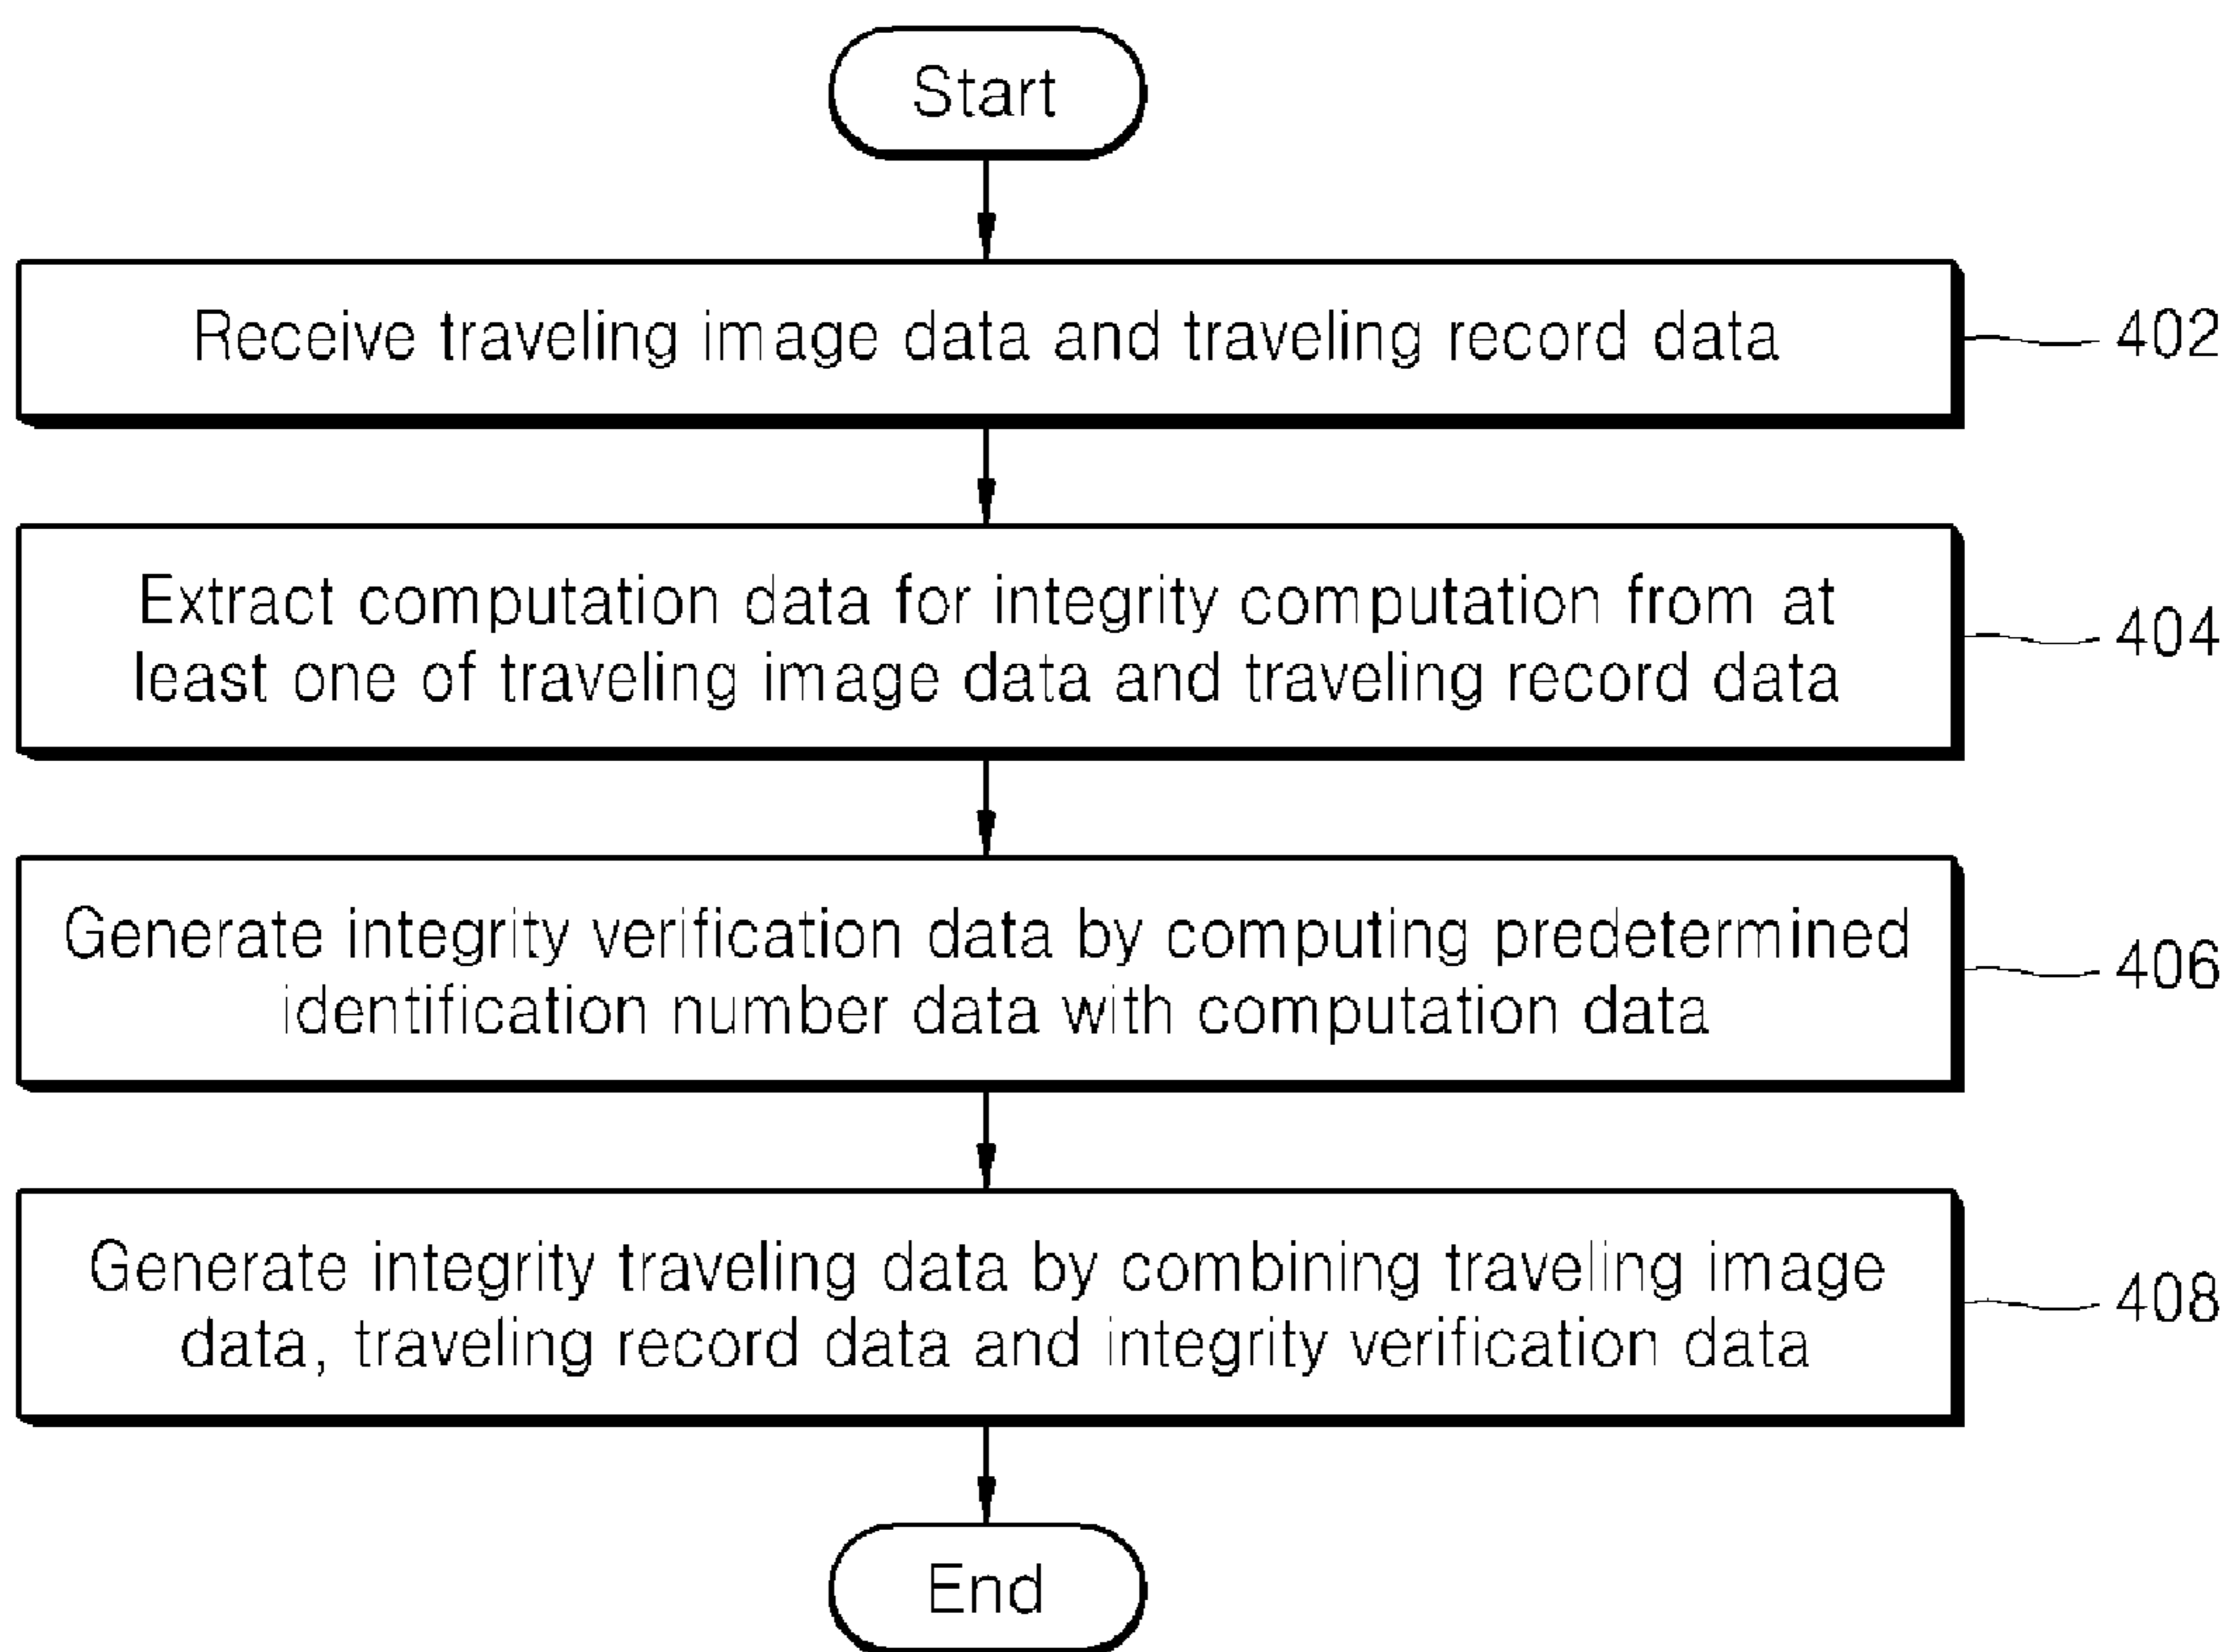 Start
Receive traveling image data and traveling record data
402
Extract computation data for integrity computation from at
least one of traveling image data and traveling record data
404
Generate integrity verification data by computing predetermined
identification number data with computation data
406
Generate integrity traveling data by combining traveling image
data, traveling record data and integrity verification data
408
End